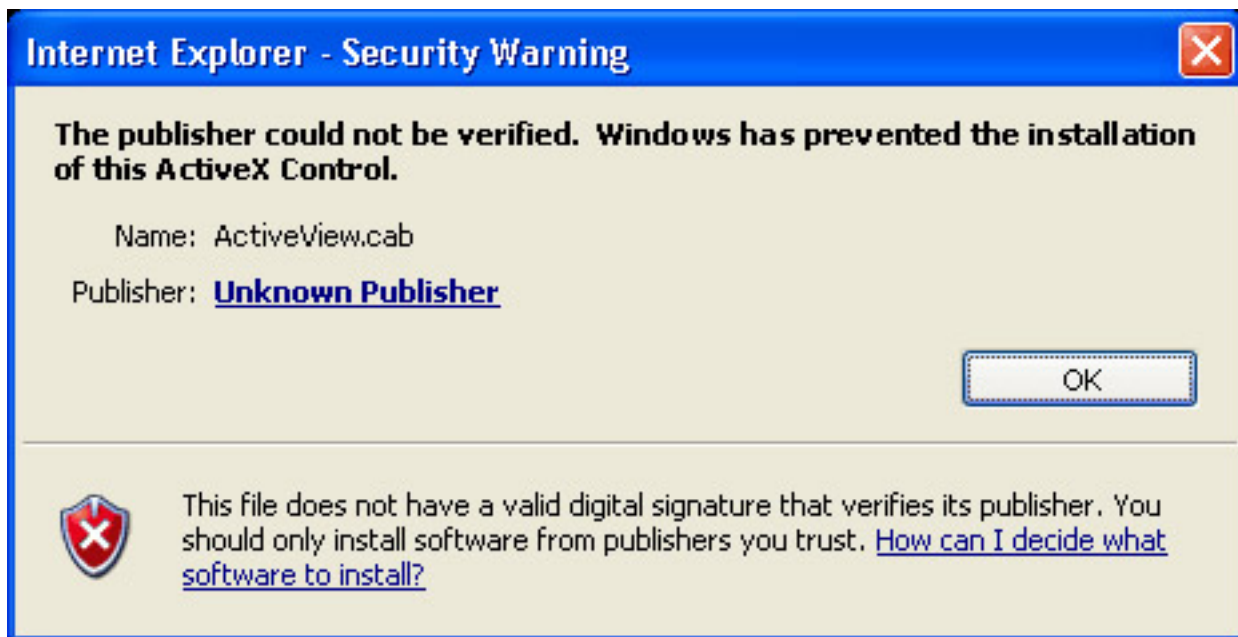 Internet Explorer - Security Warning
The publisher could not be verified. Windows has prevented the installation
of this ActiveX Control.
Name: ActiveView.cab
Publisher: Unknown Publisher
OK
This file does not have a valid digital signature that verifies its publisher. You
should only install software from publishers you trust. How can I decide what
software to install?